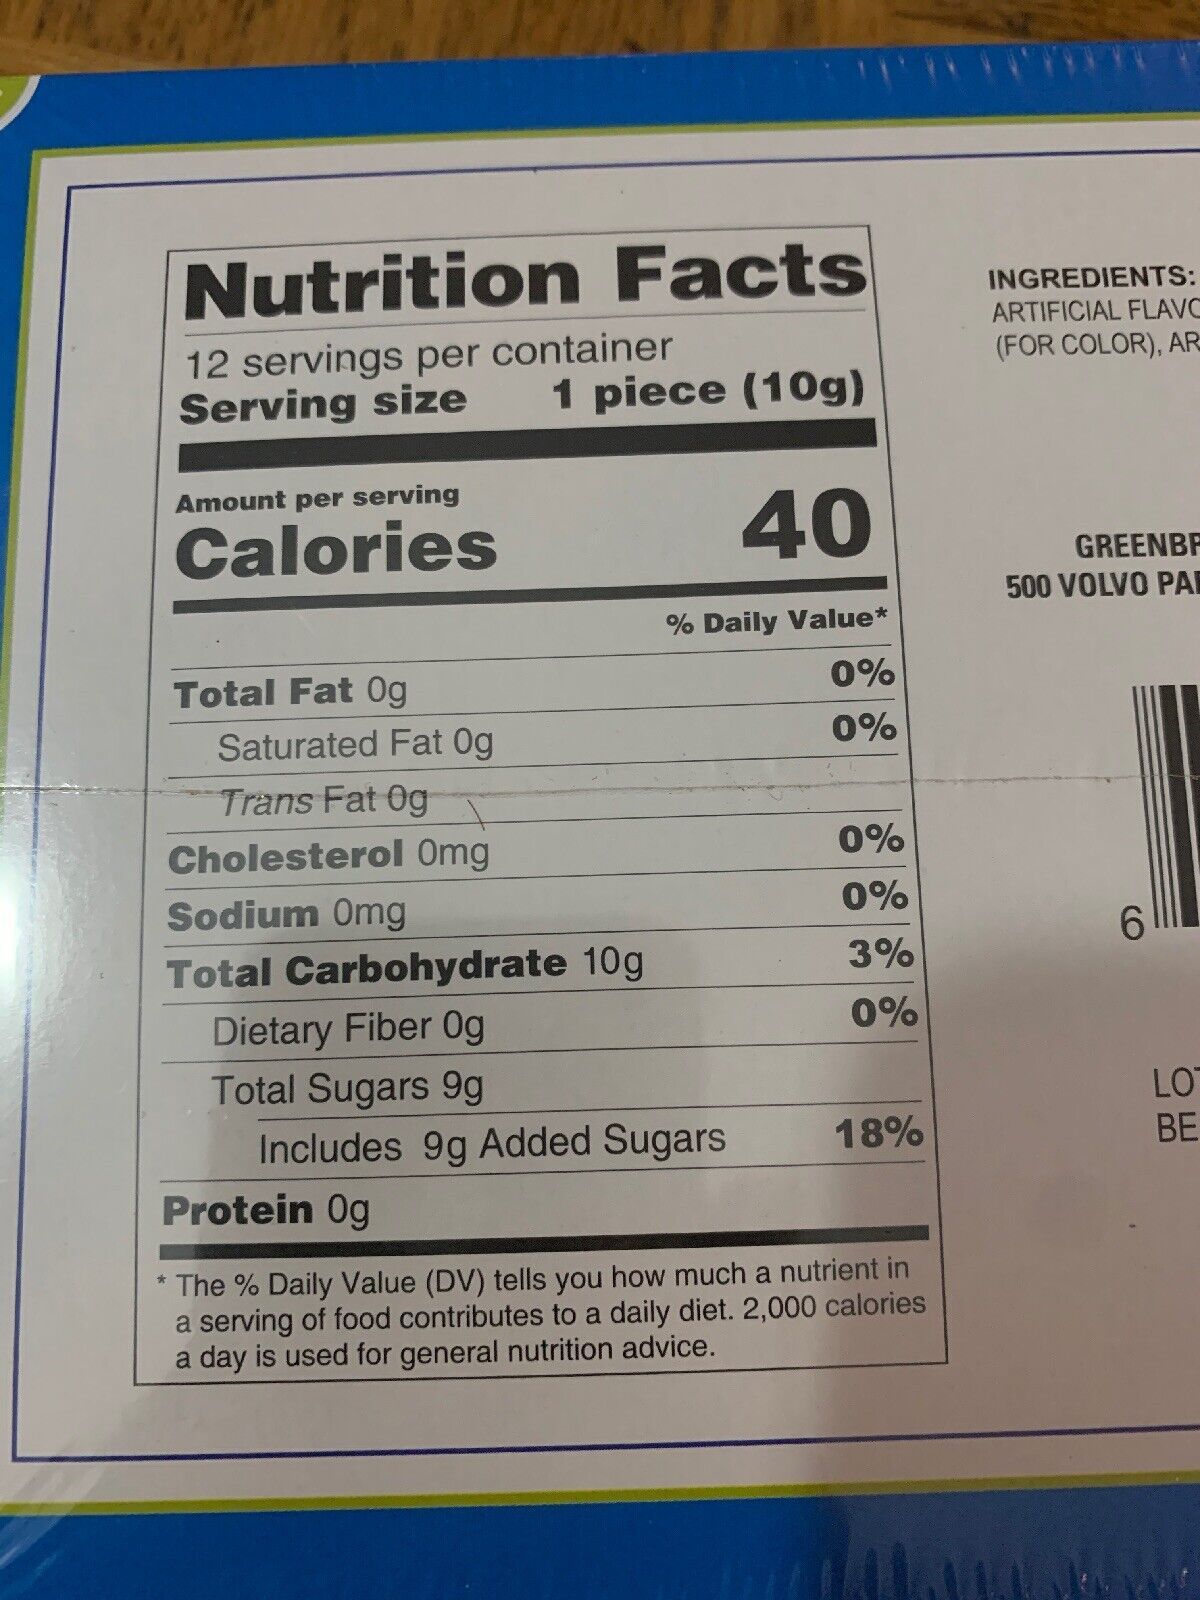 Nutrition Facts
12 servings per container
Serving size 1 piece (10g)
Amount per serving
Calories 40
% Daily Value*
Total Fat 0g 0%
Saturated Fat 0g 0%
Trans Fat 0g
Cholesterol 0mg 0%
Sodium 0mg 0%
Total Carbohydrate 10g 3%
Dietary Fiber 0g 0%
Total Sugars 9g
Includes 9g Added Sugars 18%
Protein 0g
* The % Daily Value (DV) tells you how much a nutrient in
a serving of food contributes to a daily diet. 2,000 calories
a day is used for general nutrition advice.
INGREDIENTS:
ARTIFICIAL
(FOR COLOR),
500 VOLVO
6